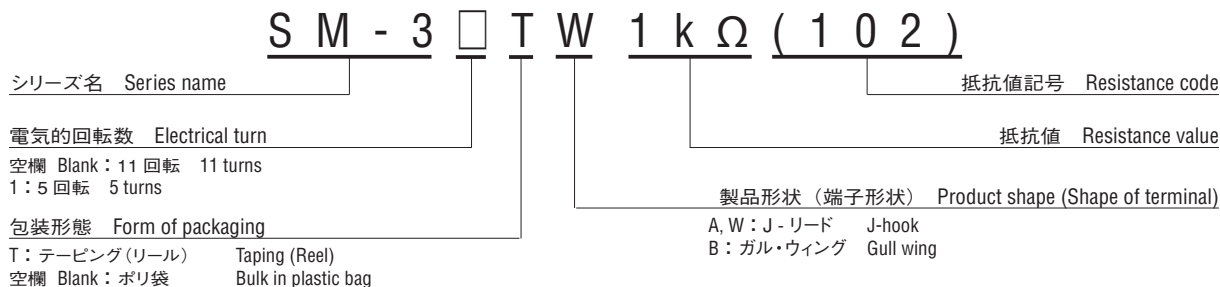 SM-3□TW 1kΩ(102)
シリーズ名 Series name
抵抗値記号 Resistance code
電気的回転数 Electrical turn
空欄 Blank：11 回転 11 turns
1：5 回転 5 turns
抵抗値 Resistance value
製品形状（端子形状） Product shape (Shape of terminal)
A, W：J - リード J-hook
B：ガル・ウィング Gull wing
包装形態 Form of packaging
T：テーピング（リール） Taping (Reel)
空欄 Blank：ポリ袋 Bulk in plastic bag